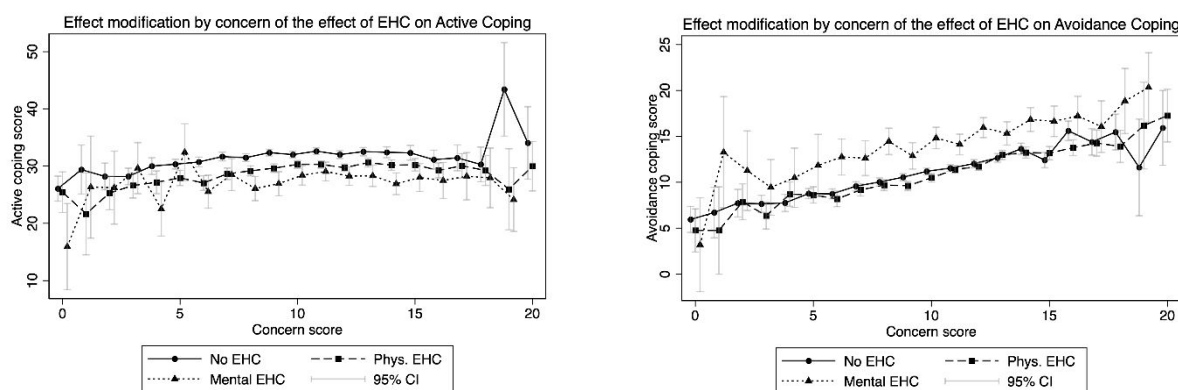 Effect modification by concern of the effect of EHC on Active Coping
50
40
30
20
10
Active coping score
0 5 10 15 20
Concern score
No EHC Phys. EHC
Mental EHC 95% CI
Effect modification by concern of the effect of EHC on Avoidance Coping
25
20
15
10
5
0
Avoidance coping score
0 5 10 15 20
Concern score
No EHC Phys. EHC
Mental EHC 95% CI